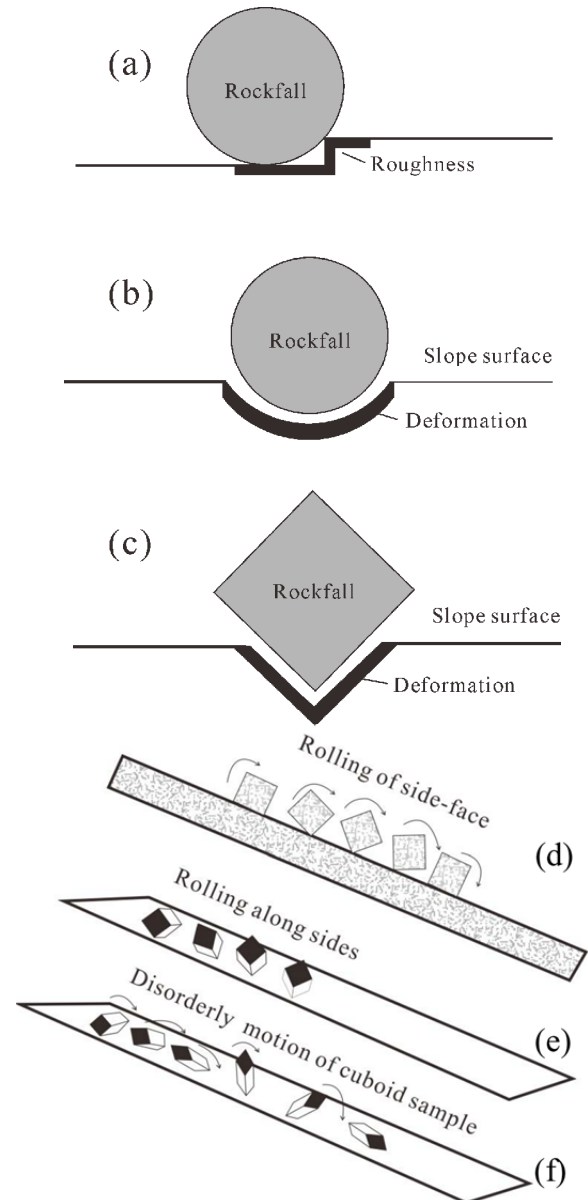 (a)
Rockfall
Roughness
(b)
Rockfall
Slope surface
Deformation
(c)
Rockfall
Slope surface
Deformation
Rolling of side-face
(d)
Rolling along sides
(e)
Disorderly motion of cuboid sample
(f)